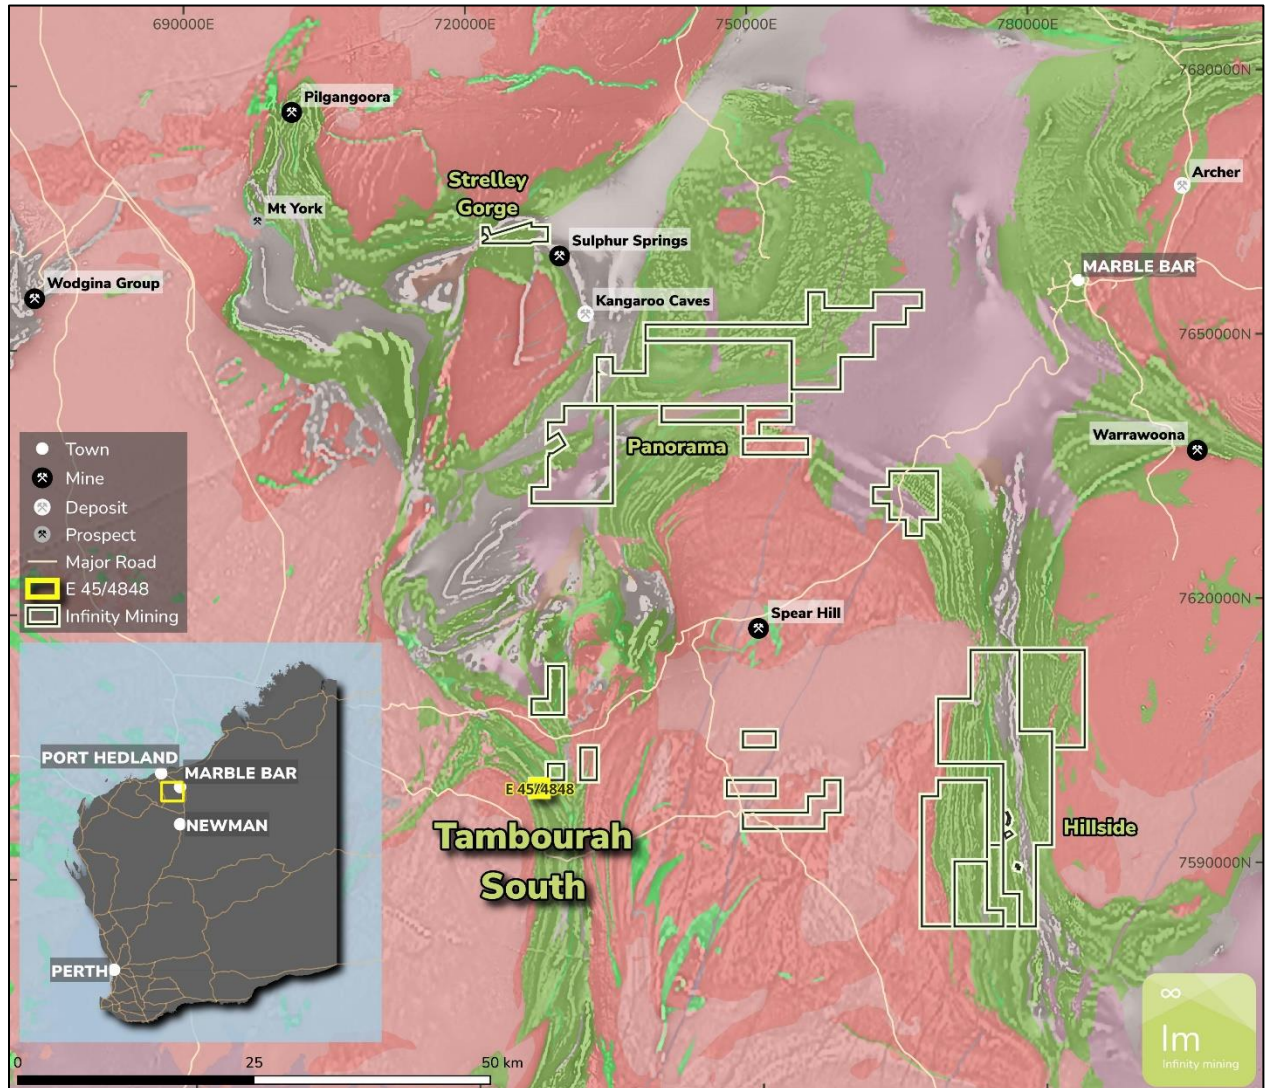 690000E
720000E
750000E
780000E
7680000N
Pilgangoora
Archer
Strelley
Gorge
Mt York
Sulphur Springs
MARBLE BAR
Wodgina Group
Kangaroo Caves
7650000N
Panorama
Warrawoona
Town
Mine
Deposit
Prospect
Major Road
E 45/4848
Infinity Mining
7620000N
Spear Hill
PORT HEDLAND
MARBLE BAR
NEWMAN
PERTH
E 45/4848
Tambourah
South
Hillside
7590000N
0
25
50 km
∞
Im
Infinity mining